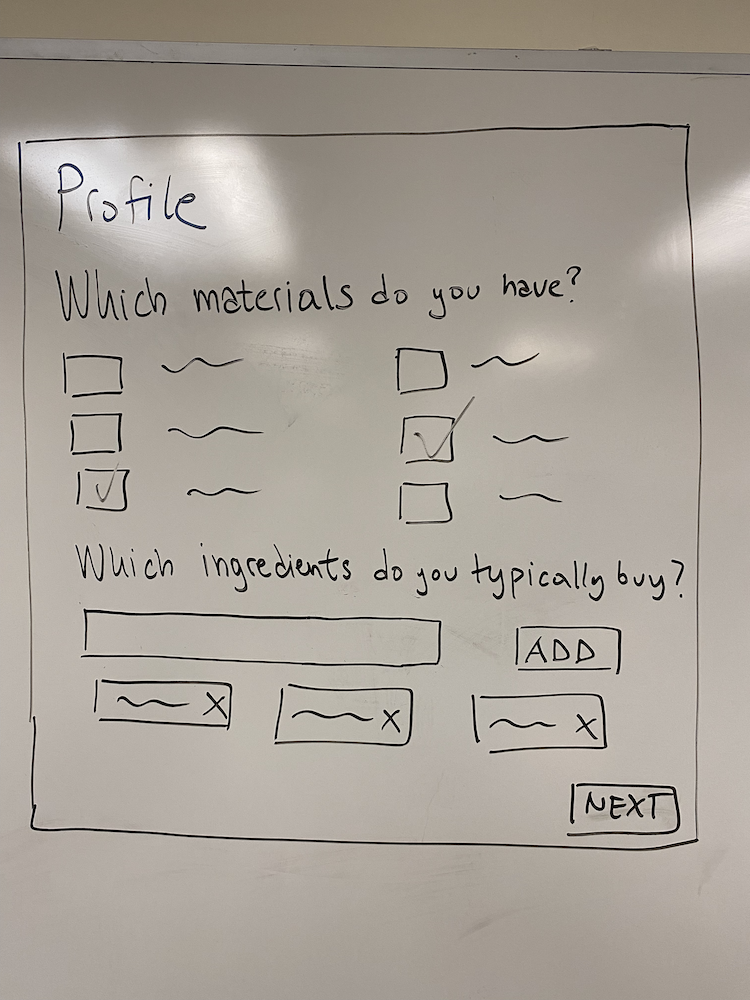 Profile
Which materials do you have?
Which ingredients do you typically buy?
ADD
X X X
NEXT